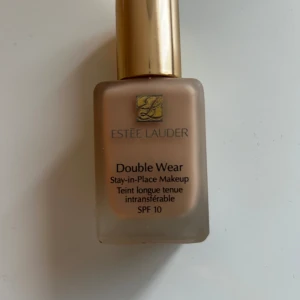 ESTĒE LAUDER
Double Wear
Stay-in-Place Makeup
Teint longue tenue
intransférable
SPF 10